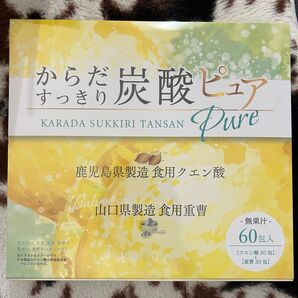 からだ
すっきり 炭酸 ピュア
KARADA SUKKIRI TANSAN Pure
鹿児島県製造 食用クエン酸
山口県製造 食用重曹
- 無果汁 -
60包入
【クエン酸30包】
【重曹30包】